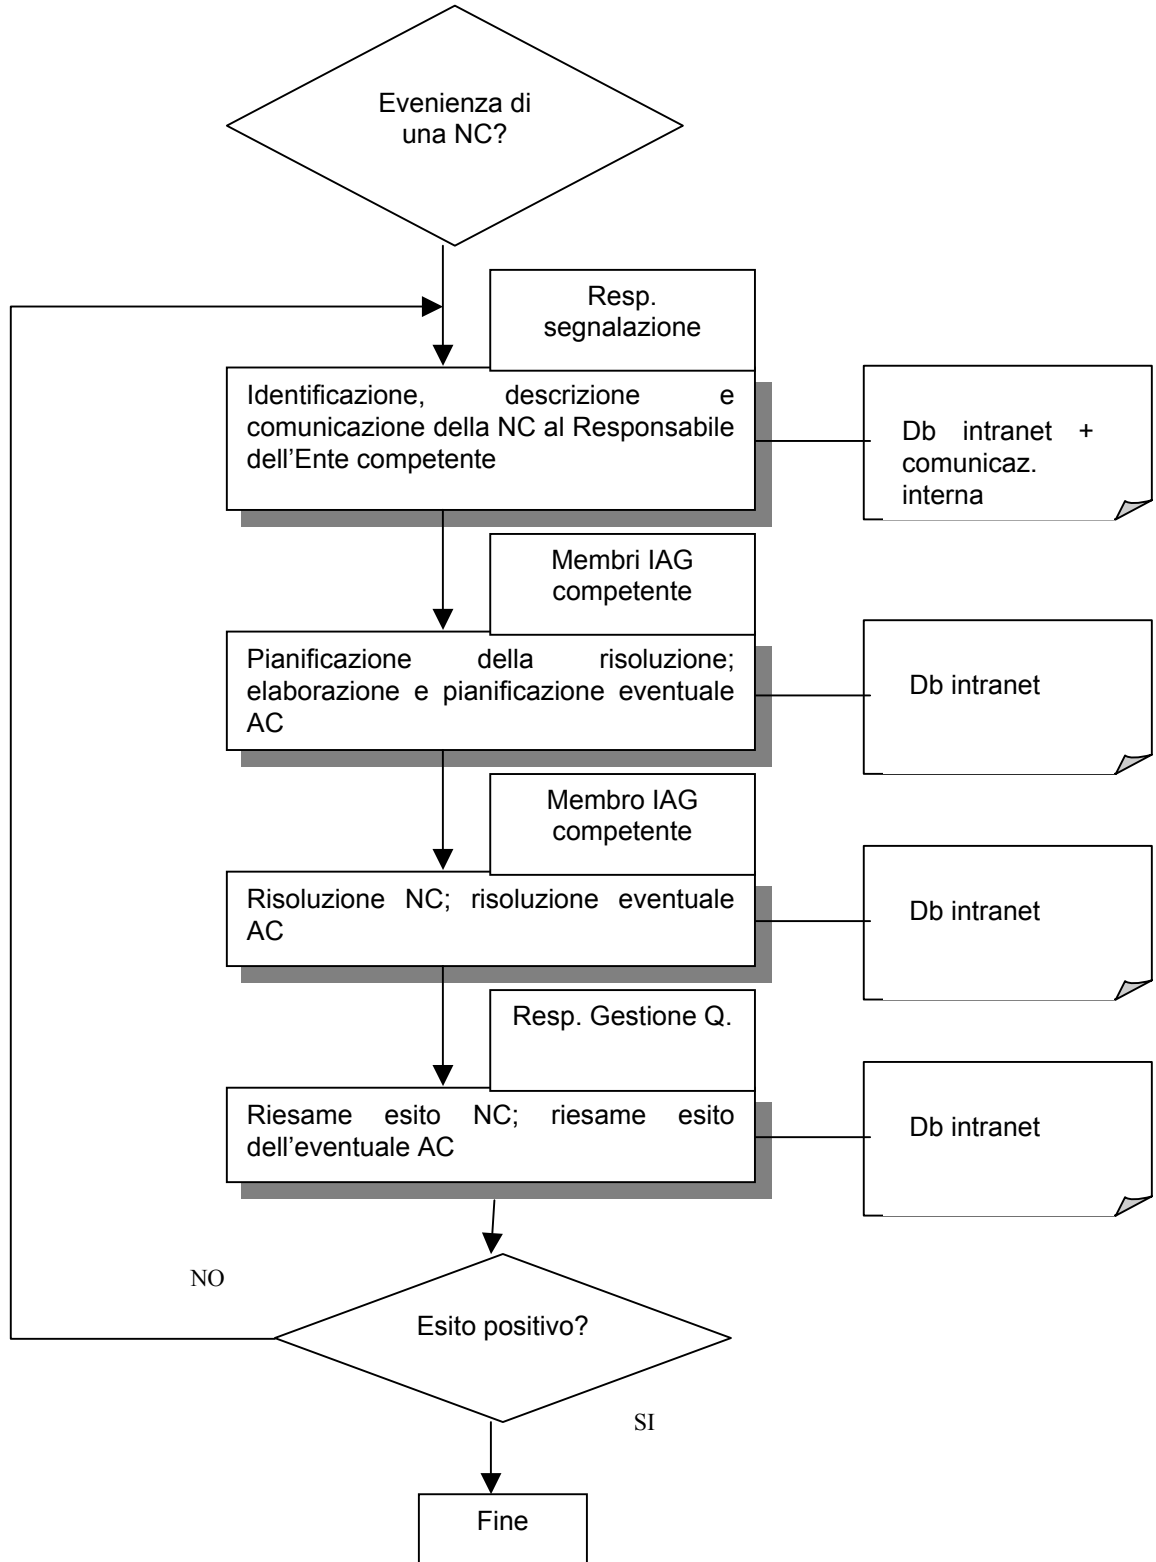 Evenienza di
una NC?
Resp.
segnalazione
Identificazione, descrizione e
comunicazione della NC al Responsabile
dell’Ente competente
Db intranet +
comunicaz.
interna
Membri IAG
competente
Pianificazione della risoluzione;
elaborazione e pianificazione eventuale
AC
Db intranet
Membro IAG
competente
Risoluzione NC; risoluzione eventuale
AC
Db intranet
Resp. Gestione Q.
Riesame esito NC; riesame esito
dell’eventuale AC
Db intranet
NO
Esito positivo?
SI
Fine